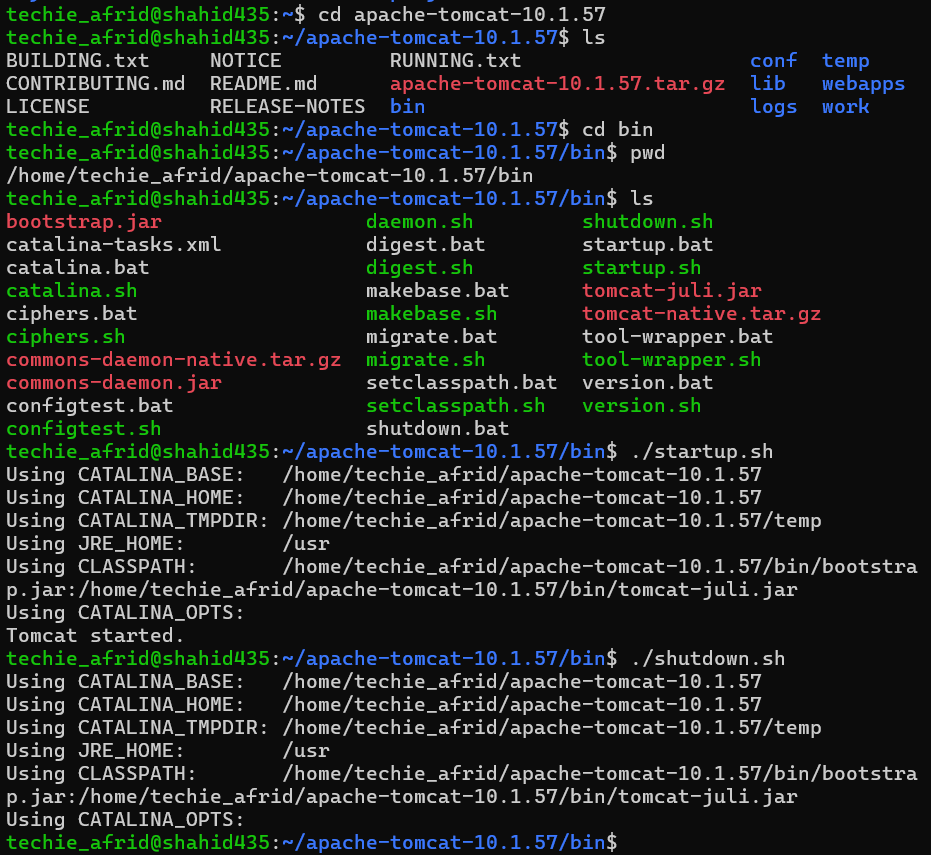 techie_afrid@shahid435:~$ cd apache-tomcat-10.1.57
techie_afrid@shahid435:~/apache-tomcat-10.1.57$ ls
BUILDING.txt     NOTICE         RUNNING.txt                   conf  temp
CONTRIBUTING.md  README.md      apache-tomcat-10.1.57.tar.gz  lib   webapps
LICENSE          RELEASE-NOTES  bin                           logs  work
techie_afrid@shahid435:~/apache-tomcat-10.1.57$ cd bin
techie_afrid@shahid435:~/apache-tomcat-10.1.57/bin$ pwd
/home/techie_afrid/apache-tomcat-10.1.57/bin
techie_afrid@shahid435:~/apache-tomcat-10.1.57/bin$ ls
bootstrap.jar                 daemon.sh         shutdown.sh
catalina-tasks.xml            digest.bat        startup.bat
catalina.bat                  digest.sh         startup.sh
catalina.sh                   makebase.bat      tomcat-juli.jar
ciphers.bat                   makebase.sh       tomcat-native.tar.gz
ciphers.sh                    migrate.bat       tool-wrapper.bat
commons-daemon-native.tar.gz  migrate.sh        tool-wrapper.sh
commons-daemon.jar            setclasspath.bat  version.bat
configtest.bat                setclasspath.sh   version.sh
configtest.sh                 shutdown.bat
techie_afrid@shahid435:~/apache-tomcat-10.1.57/bin$ ./startup.sh
Using CATALINA_BASE:   /home/techie_afrid/apache-tomcat-10.1.57
Using CATALINA_HOME:   /home/techie_afrid/apache-tomcat-10.1.57
Using CATALINA_TMPDIR: /home/techie_afrid/apache-tomcat-10.1.57/temp
Using JRE_HOME:        /usr
Using CLASSPATH:       /home/techie_afrid/apache-tomcat-10.1.57/bin/bootstra
p.jar:/home/techie_afrid/apache-tomcat-10.1.57/bin/tomcat-juli.jar
Using CATALINA_OPTS:
Tomcat started.
techie_afrid@shahid435:~/apache-tomcat-10.1.57/bin$ ./shutdown.sh
Using CATALINA_BASE:   /home/techie_afrid/apache-tomcat-10.1.57
Using CATALINA_HOME:   /home/techie_afrid/apache-tomcat-10.1.57
Using CATALINA_TMPDIR: /home/techie_afrid/apache-tomcat-10.1.57/temp
Using JRE_HOME:        /usr
Using CLASSPATH:       /home/techie_afrid/apache-tomcat-10.1.57/bin/bootstra
p.jar:/home/techie_afrid/apache-tomcat-10.1.57/bin/tomcat-juli.jar
Using CATALINA_OPTS:
techie_afrid@shahid435:~/apache-tomcat-10.1.57/bin$